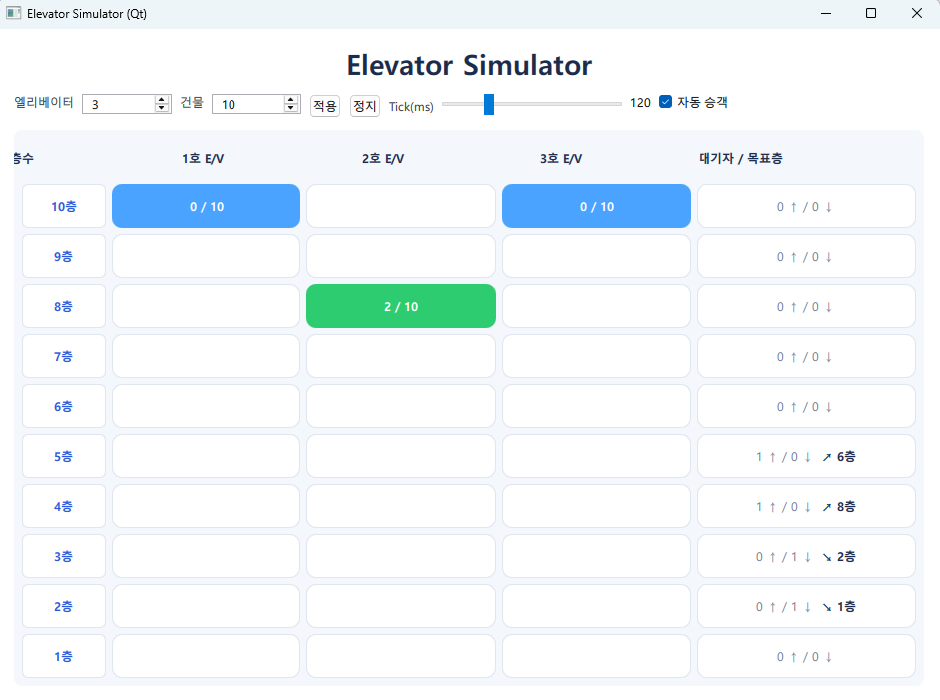 Elevator Simulator (Qt)
Elevator Simulator
엘리베이터 3 건물 10 적용 정지 Tick(ms) 120 자동 승객
층수 1호 E/V 2호 E/V 3호 E/V 대기자 / 목표층
10층 0 / 10 0 / 10 0 ↑ / 0 ↓
9층 0 ↑ / 0 ↓
8층 2 / 10 0 ↑ / 0 ↓
7층 0 ↑ / 0 ↓
6층 0 ↑ / 0 ↓
5층 1 ↑ / 0 ↓ ↗ 6층
4층 1 ↑ / 0 ↓ ↗ 8층
3층 0 ↑ / 1 ↓ ↘ 2층
2층 0 ↑ / 1 ↓ ↘ 1층
1층 0 ↑ / 0 ↓